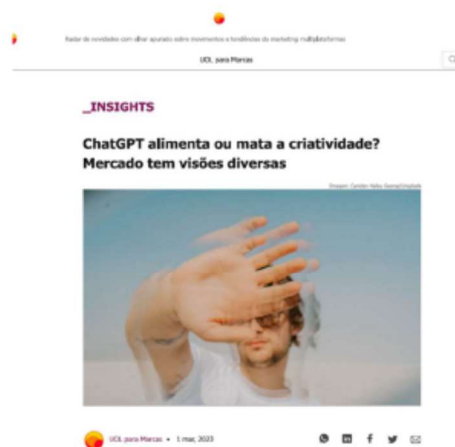 Radar de novidades com olhar apurado sobre movimentos e tendências do marketing multiplataformas
UOL para Marcas
_INSIGHTS
ChatGPT alimenta ou mata a criatividade?
Mercado tem visões diversas
Imagem:
UOL para Marcas • 1 mar, 2023